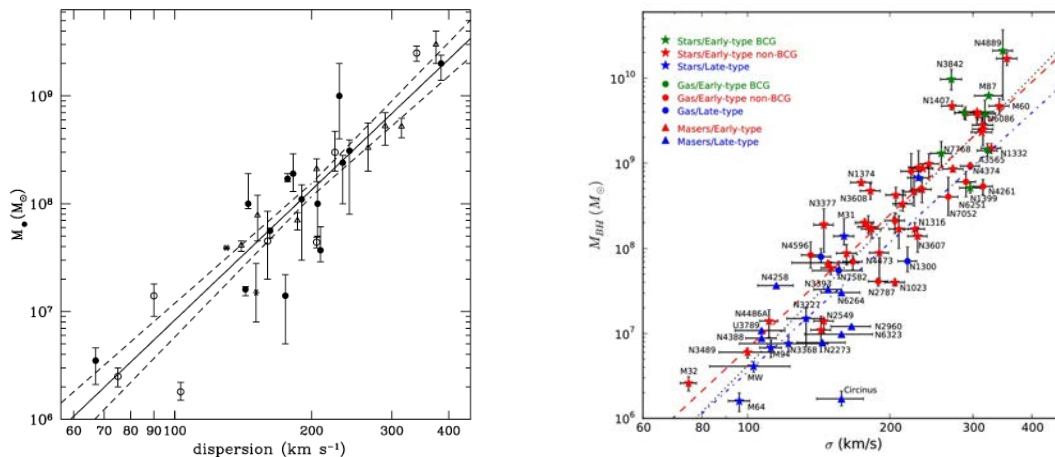 10⁹
10⁸
10⁷
10⁶
M●(M⊙)
60
70
80
90
100
200
300
400
dispersion (km s⁻¹)
Stars/Early-type BCG
Stars/Early-type non-BCG
Stars/Late-type
Gas/Early-type BCG
Gas/Early-type non-BCG
Gas/Late-type
Masers/Early-type
Masers/Late-type
10¹⁰
10⁹
10⁸
10⁷
10⁶
M_BH (M⊙)
N4889
N3842
M87
N1407
M60
N7768
N1332
A3565
N4374
N1374
N3608
N4261
N1399
N6251
N7052
N3377
M31
N1316
N3607
N4596
N4473
N1300
N4258
N7582
N3393
N6264
N2787
N1023
N4486A
N3227
N2549
U3789
N2960
N6323
N4388
M94
N3368
N2273
N3489
M32
MW
Circinus
M64
60
80
100
200
300
400
σ (km/s)